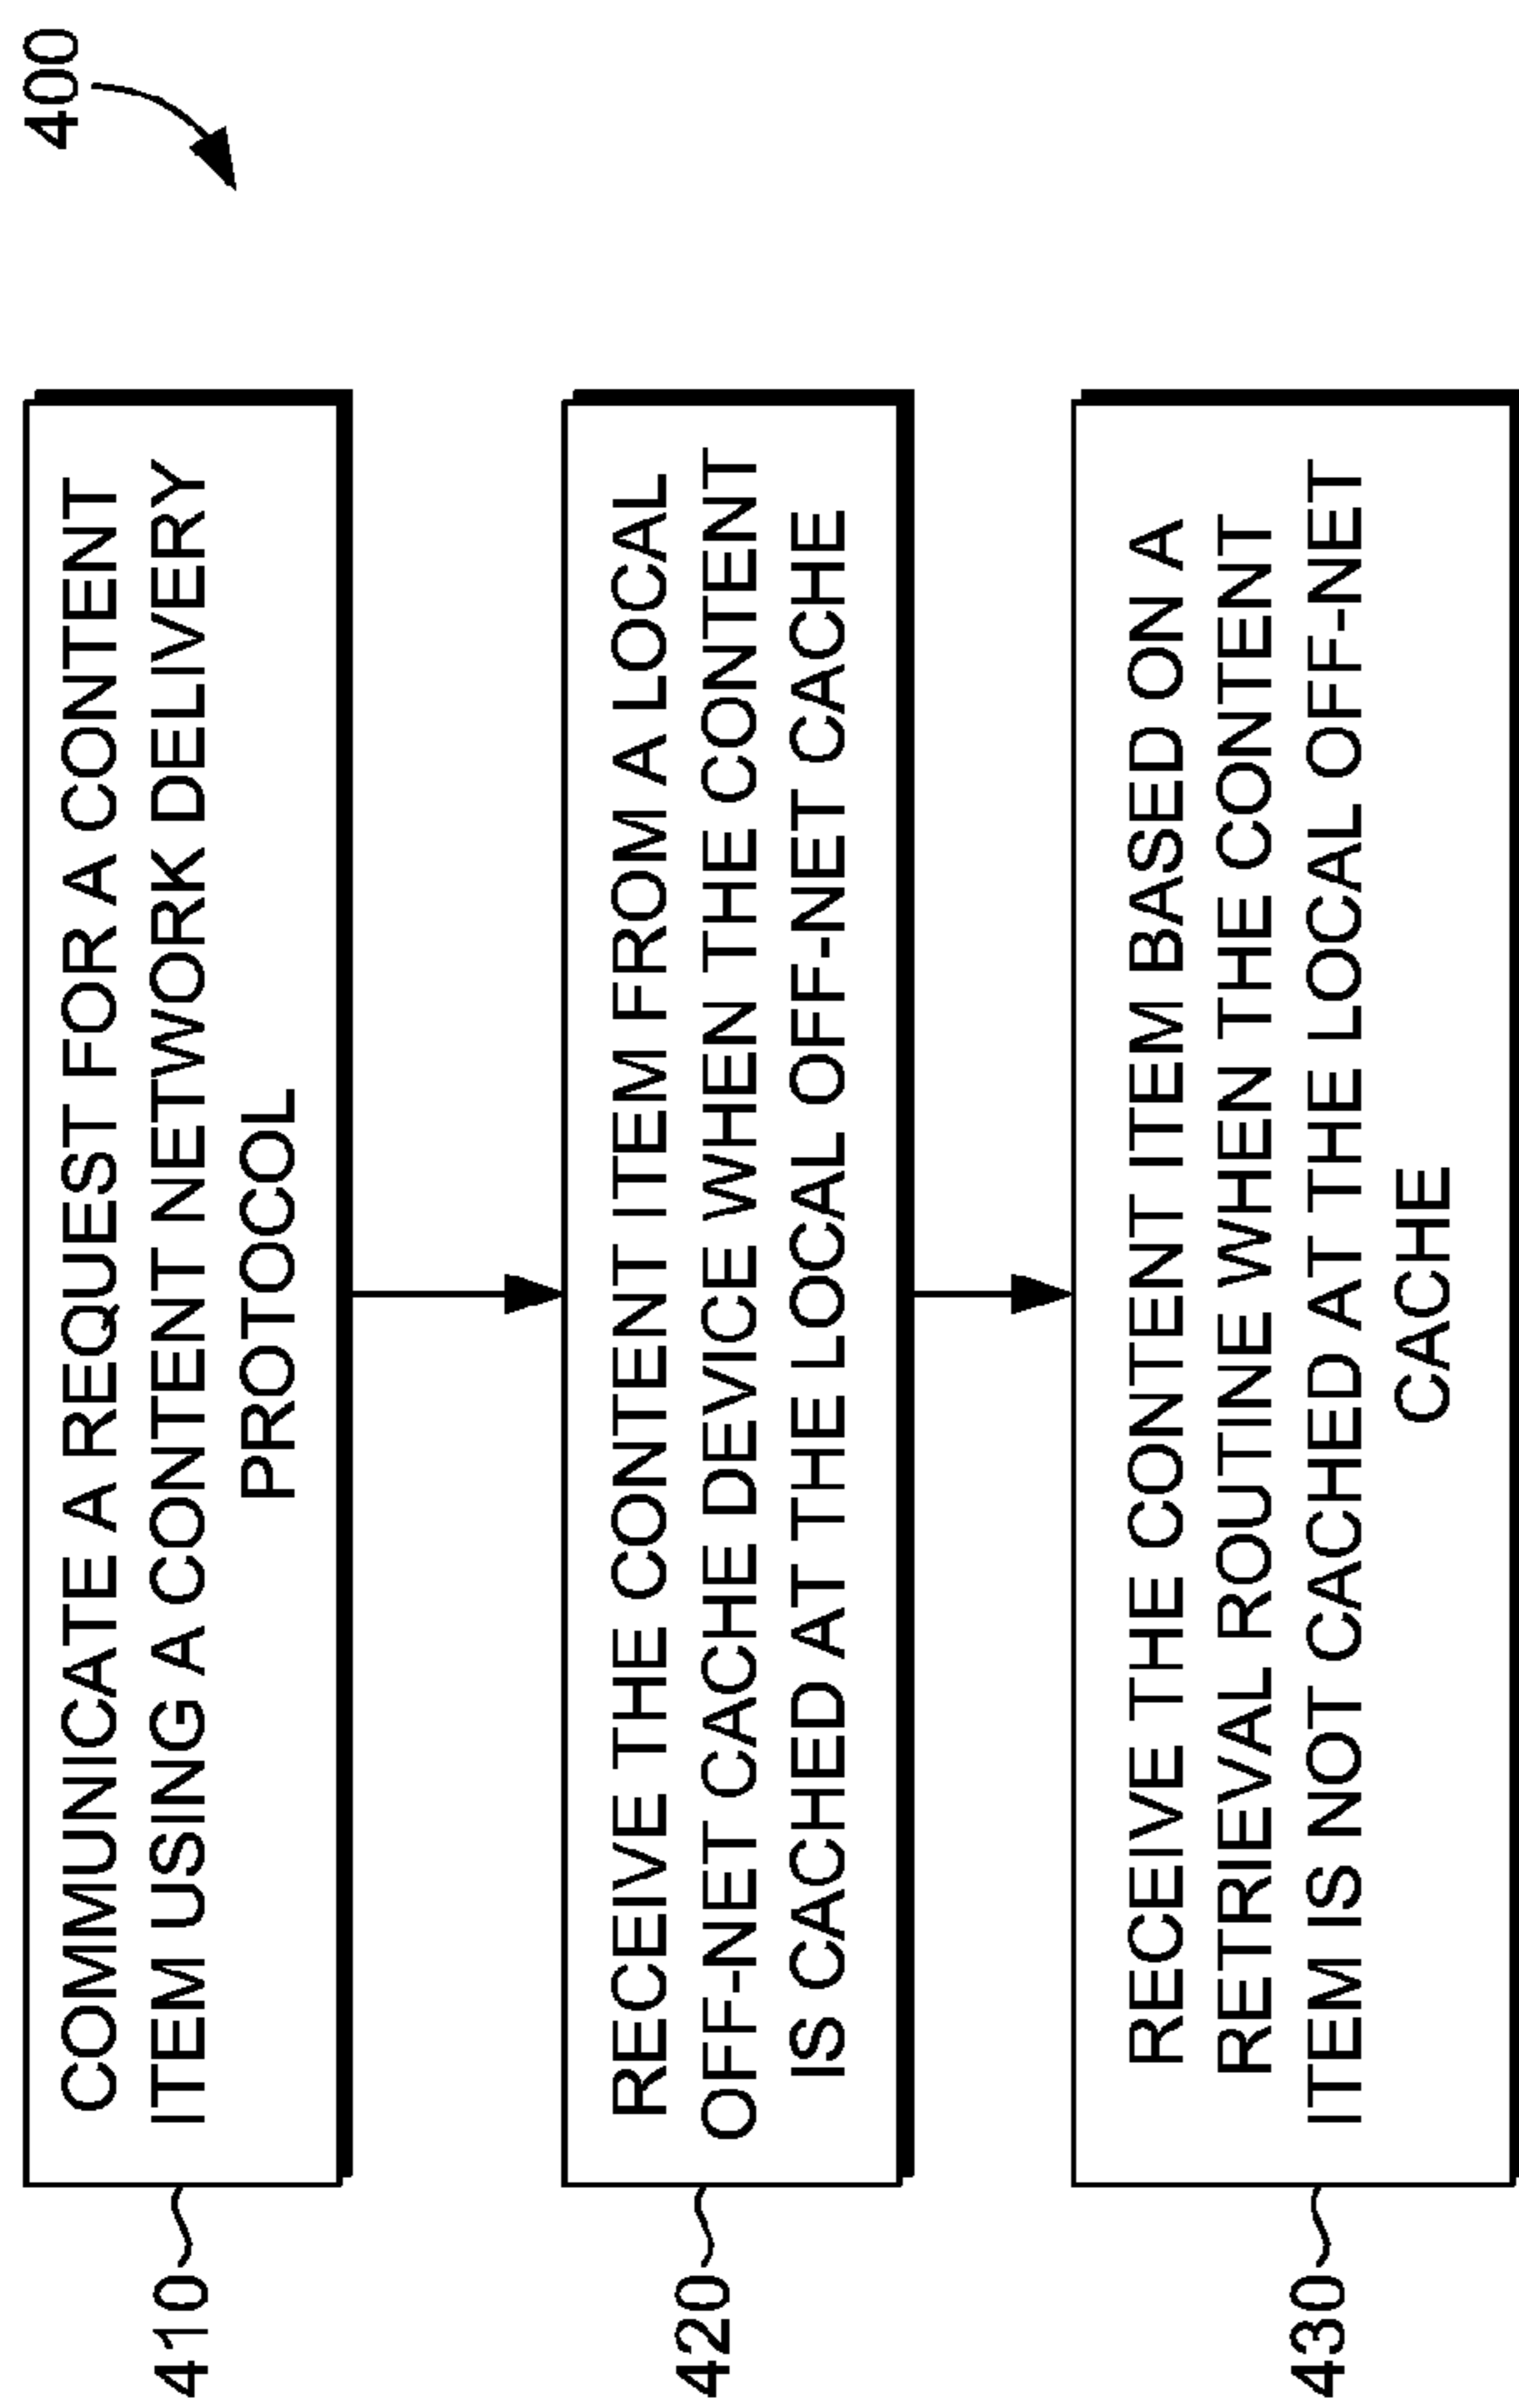 400
410
COMMUNICATE A REQUEST FOR A CONTENT
ITEM USING A CONTENT NETWORK DELIVERY
PROTOCOL
420
RECEIVE THE CONTENT ITEM FROM A LOCAL
OFF-NET CACHE DEVICE WHEN THE CONTENT
IS CACHED AT THE LOCAL OFF-NET CACHE
430
RECEIVE THE CONTENT ITEM BASED ON A
RETRIEVAL ROUTINE WHEN THE CONTENT
ITEM IS NOT CACHED AT THE LOCAL OFF-NET
CACHE